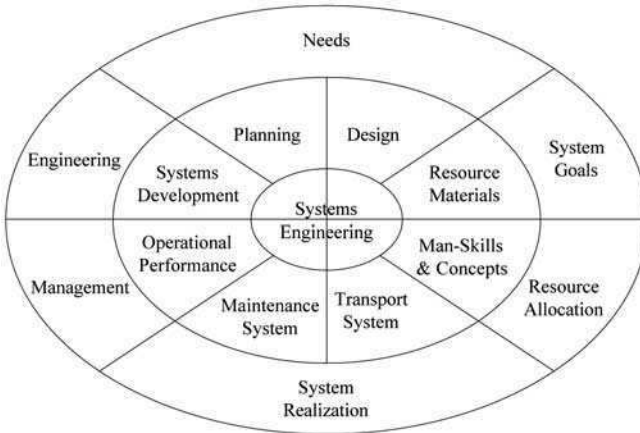 Needs
Planning
Design
Engineering
Systems
Development
Resource
Materials
System
Goals
Systems
Engineering
Operational
Performance
Man-Skills
& Concepts
Management
Resource
Allocation
Maintenance
System
Transport
System
System
Realization